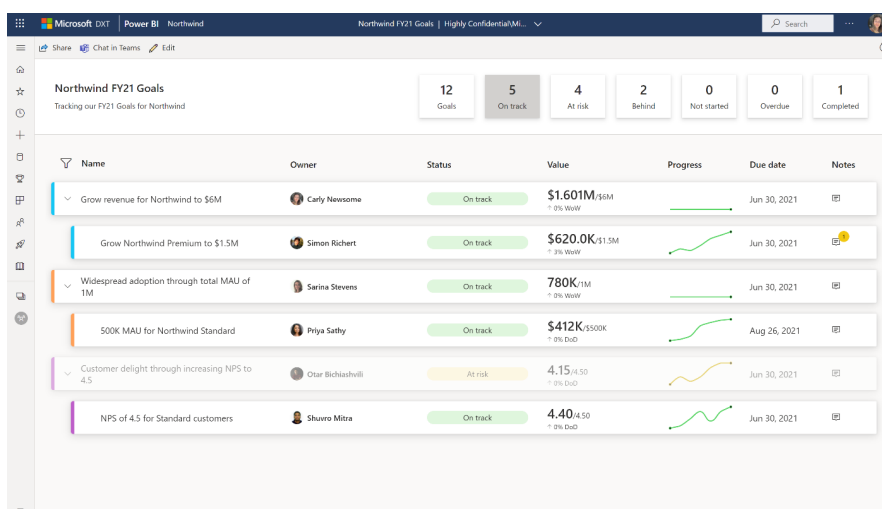 Microsoft DXT Power BI Northwind Northwind FY21 Goals | Highly Confidential\Mi... Search ...
Share Chat in Teams Edit
Northwind FY21 Goals
Tracking our FY21 Goals for Northwind
12 5 4 2 0 0 1
Goals On track At risk Behind Not started Overdue Completed
Name Owner Status Value Progress Due date Notes
Grow revenue for Northwind to $6M Carly Newsome On track $1.601M/$6M Jun 30, 2021
↑ 0% WoW
Grow Northwind Premium to $1.5M Simon Richert On track $620.0K/$1.5M Jun 30, 2021 1
↑ 3% WoW
Widespread adoption through total MAU of
1M Sarina Stevens On track 780K/1M Jun 30, 2021
↑ 0% WoW
500K MAU for Northwind Standard Priya Sathy On track $412K/$500K Aug 26, 2021
↑ 0% DoD
Customer delight through increasing NPS to
4.5 Otar Bichiashvili At risk 4.15/4.50 Jun 30, 2021
↑ 0% DoD
NPS of 4.5 for Standard customers Shuvro Mitra On track 4.40/4.50 Jun 30, 2021
↑ 0% DoD